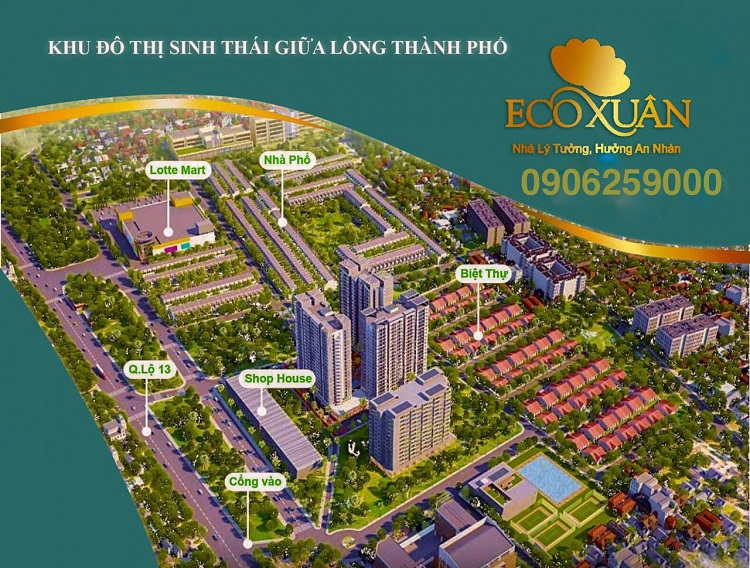 KHU ĐÔ THỊ SINH THÁI GIỮA LÒNG THÀNH PHỐ
ECOXUÂN
Nhà Lý Tưởng, Hưởng An Nhàn
0906259000
Lotte Mart
Nhà Phố
Biệt Thự
Q.Lộ 13
Shop House
Cổng vào